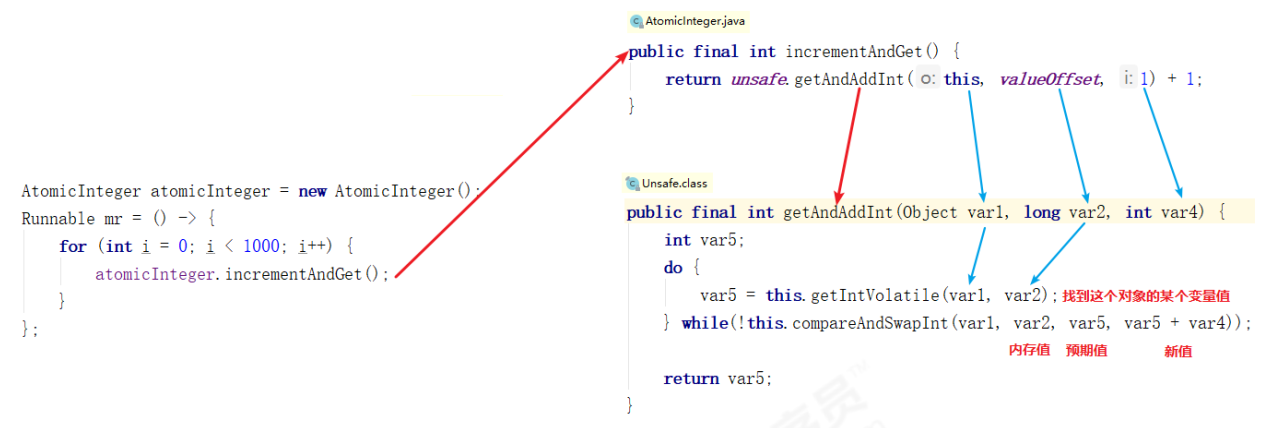 AtomicInteger.java
public final int incrementAndGet() {
return unsafe.getAndAddInt( o: this, valueOffset, i: 1) + 1;
}
AtomicInteger atomicInteger = new AtomicInteger();
Runnable mr = () -> {
for (int i = 0; i < 1000; i++) {
atomicInteger.incrementAndGet();
}
};
Unsafe.class
public final int getAndAddInt(Object var1, long var2, int var4) {
int var5;
do {
var5 = this.getIntVolatile(var1, var2); 找到这个对象的某个变量值
} while(!this.compareAndSwapInt(var1, var2, var5, var5 + var4));
内存值 预期值 新值
return var5;
}